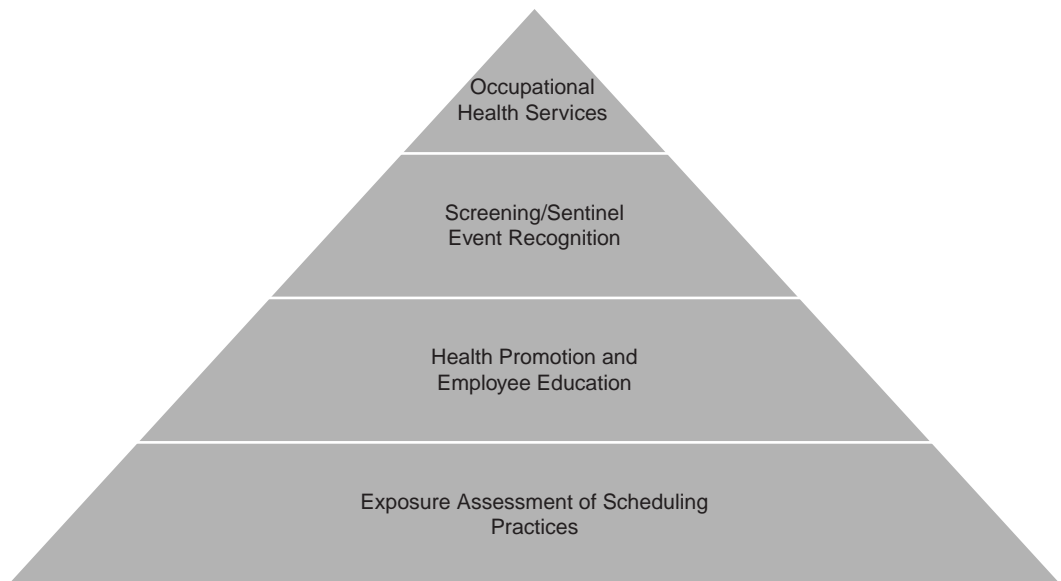 Occupational
Health Services
Screening/Sentinel
Event Recognition
Health Promotion and
Employee Education
Exposure Assessment of Scheduling
Practices